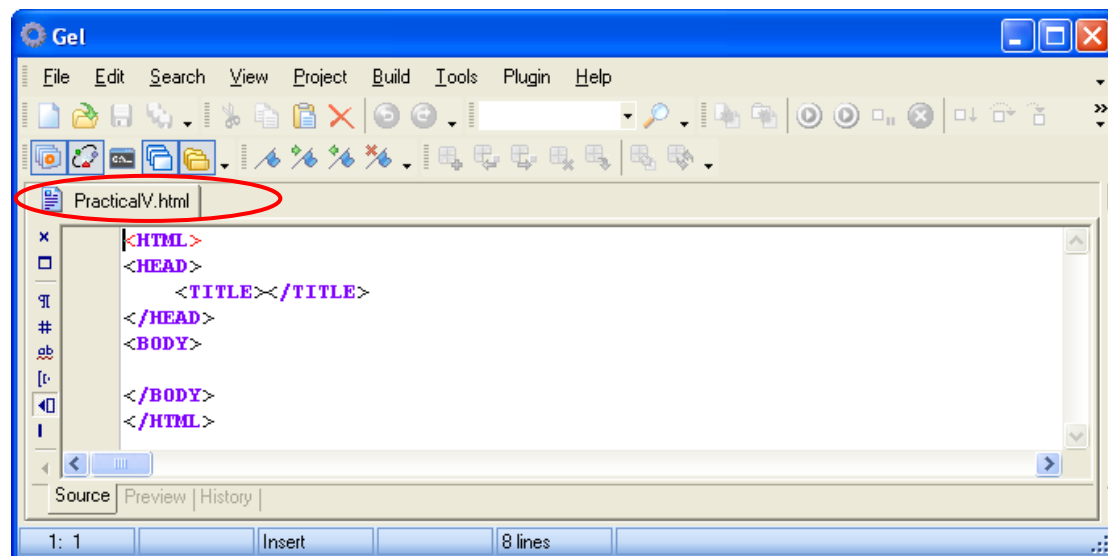 Gel
File Edit Search View Project Build Tools Plugin Help
PracticalV.html
<HTML>
<HEAD>
<TITLE></TITLE>
</HEAD>
<BODY>
</BODY>
</HTML>
Source Preview | History |
1: 1 Insert 8 lines